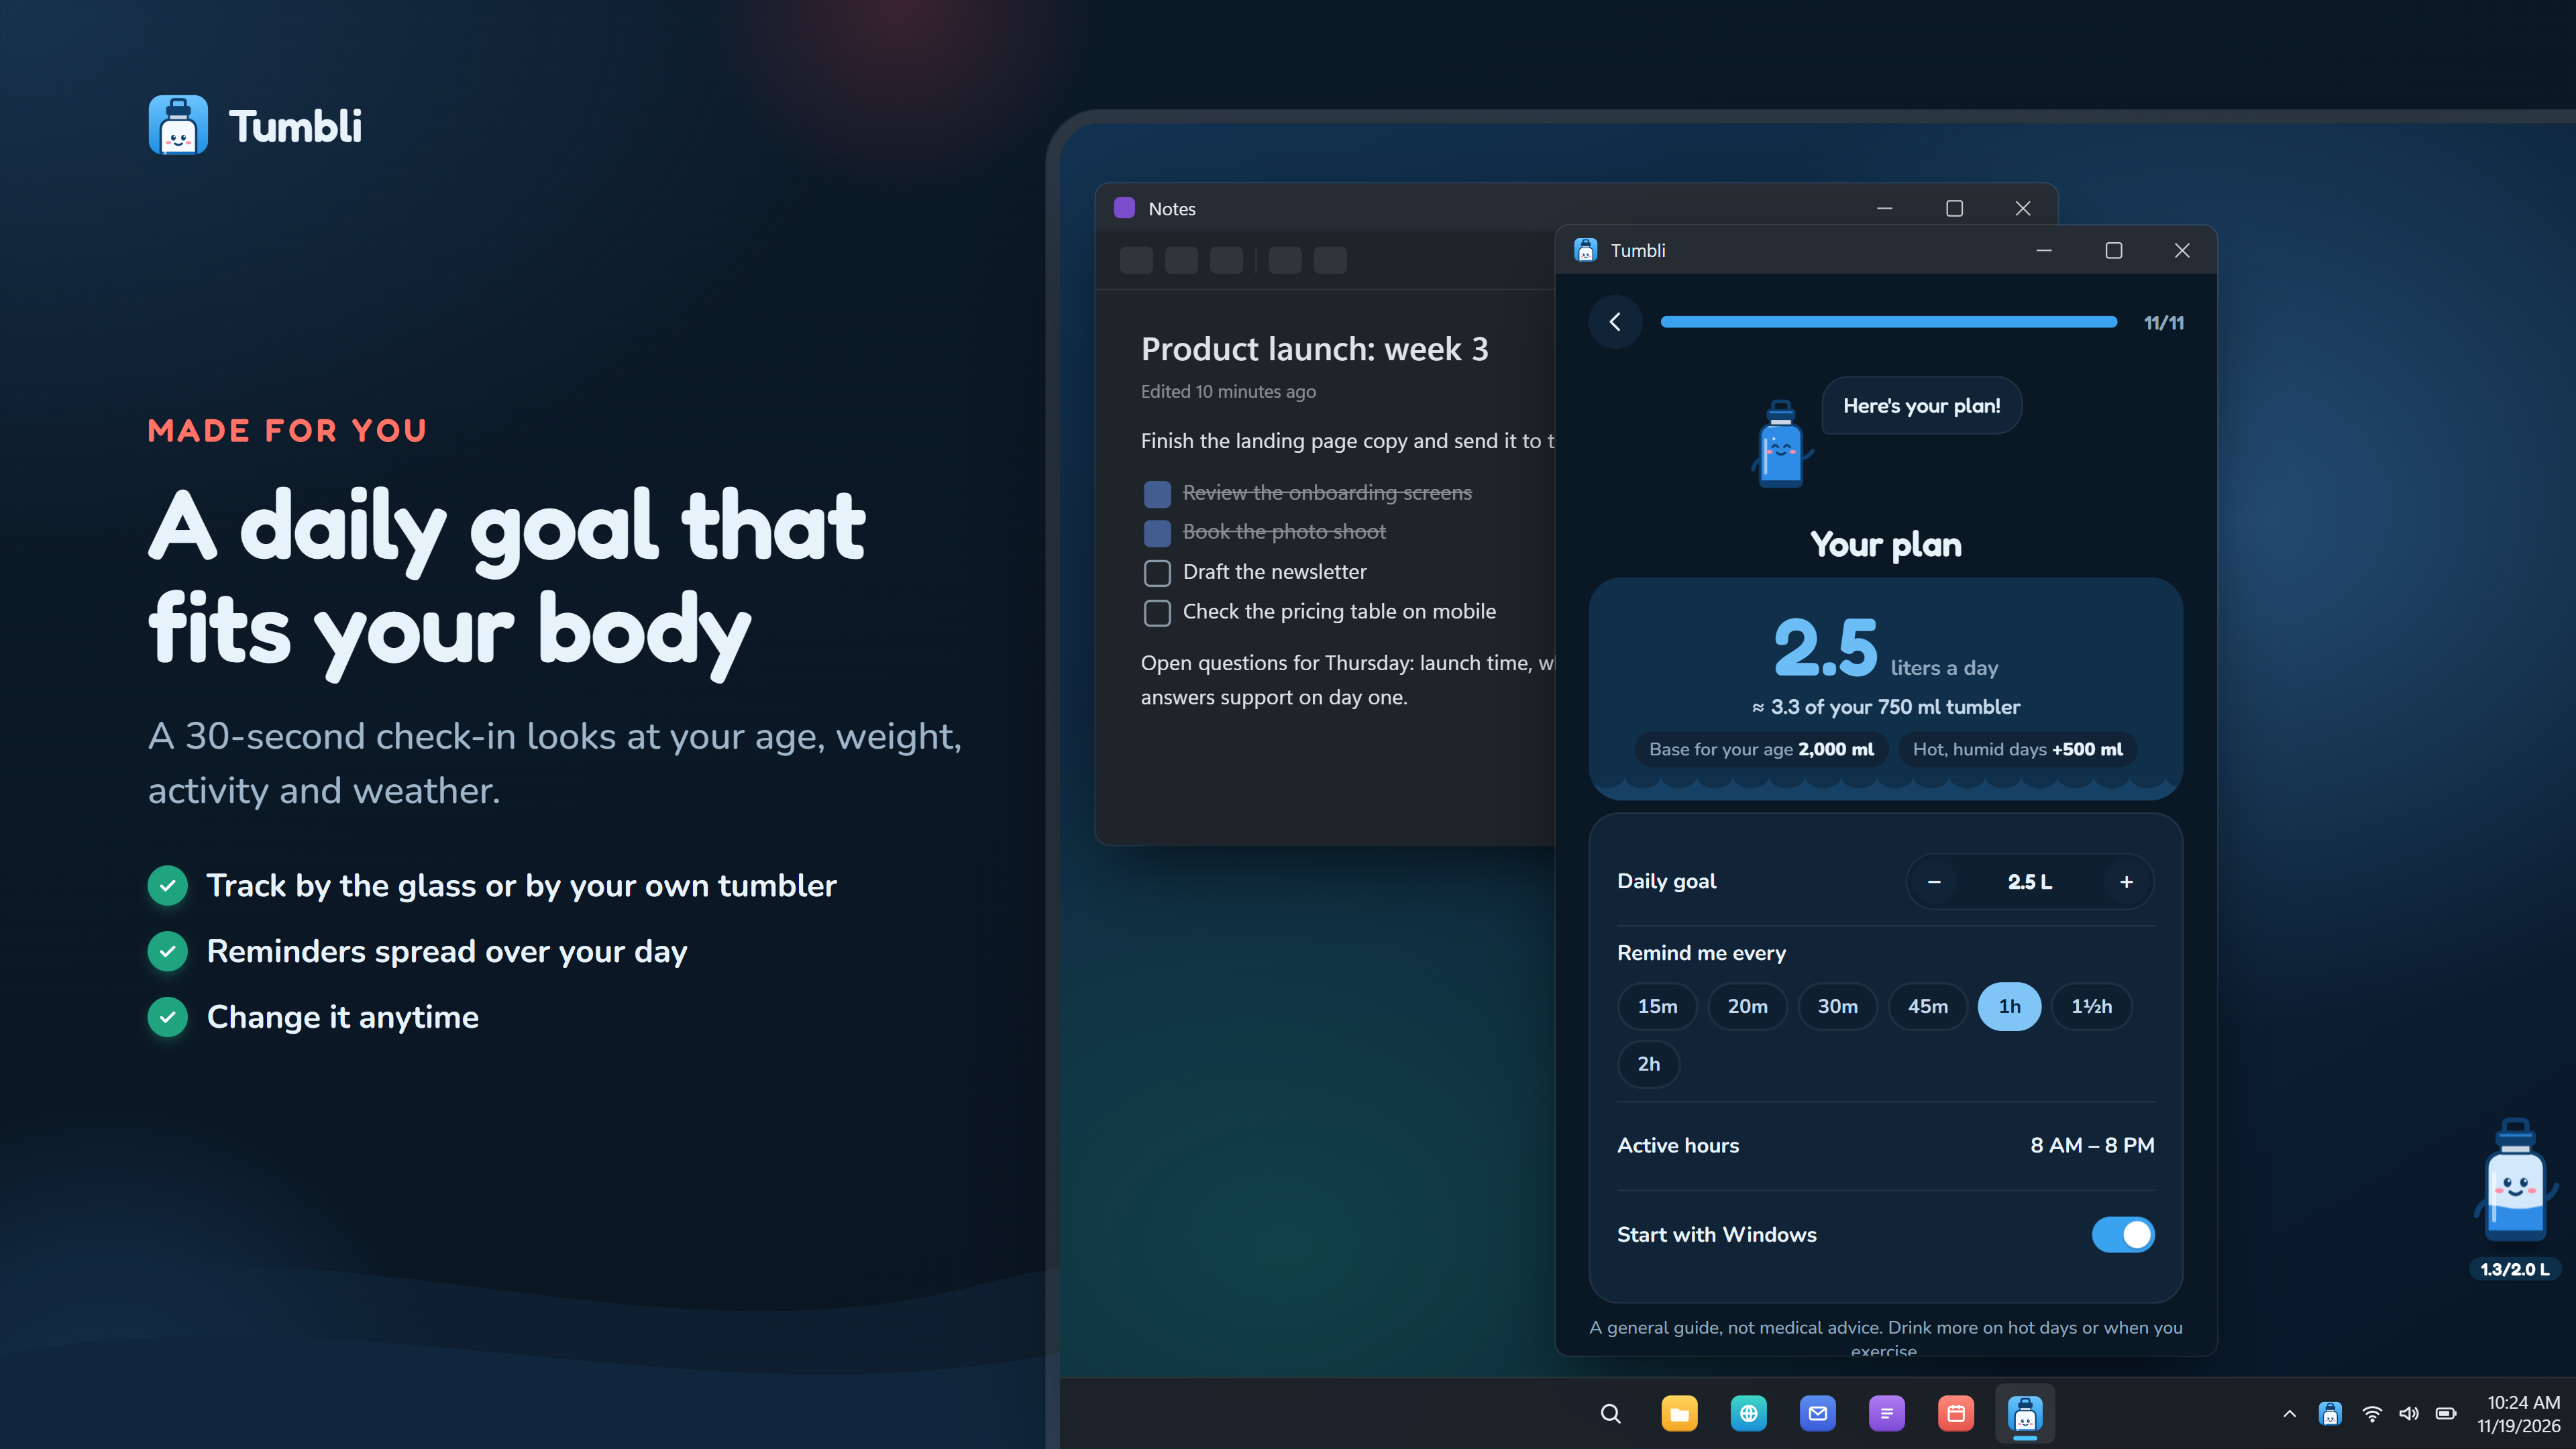 Tumbli
MADE FOR YOU
A daily goal that
fits your body
A 30-second check-in looks at your age, weight,
activity and weather.
Track by the glass or by your own tumbler
Reminders spread over your day
Change it anytime
Notes
Product launch: week 3
Edited 10 minutes ago
Finish the landing page copy and send it to t
Review the onboarding screens
Book the photo shoot
Draft the newsletter
Check the pricing table on mobile
Open questions for Thursday: launch time, w
answers support on day one.
Tumbli
11/11
Here's your plan!
Your plan
2.5 liters a day
≈ 3.3 of your 750 ml tumbler
Base for your age 2,000 ml
Hot, humid days +500 ml
Daily goal
− 2.5 L +
Remind me every
15m 20m 30m 45m 1h 1½h
2h
Active hours
8 AM – 8 PM
Start with Windows
A general guide, not medical advice. Drink more on hot days or when you
exercise
1.3/2.0 L
10:24 AM
11/19/2026